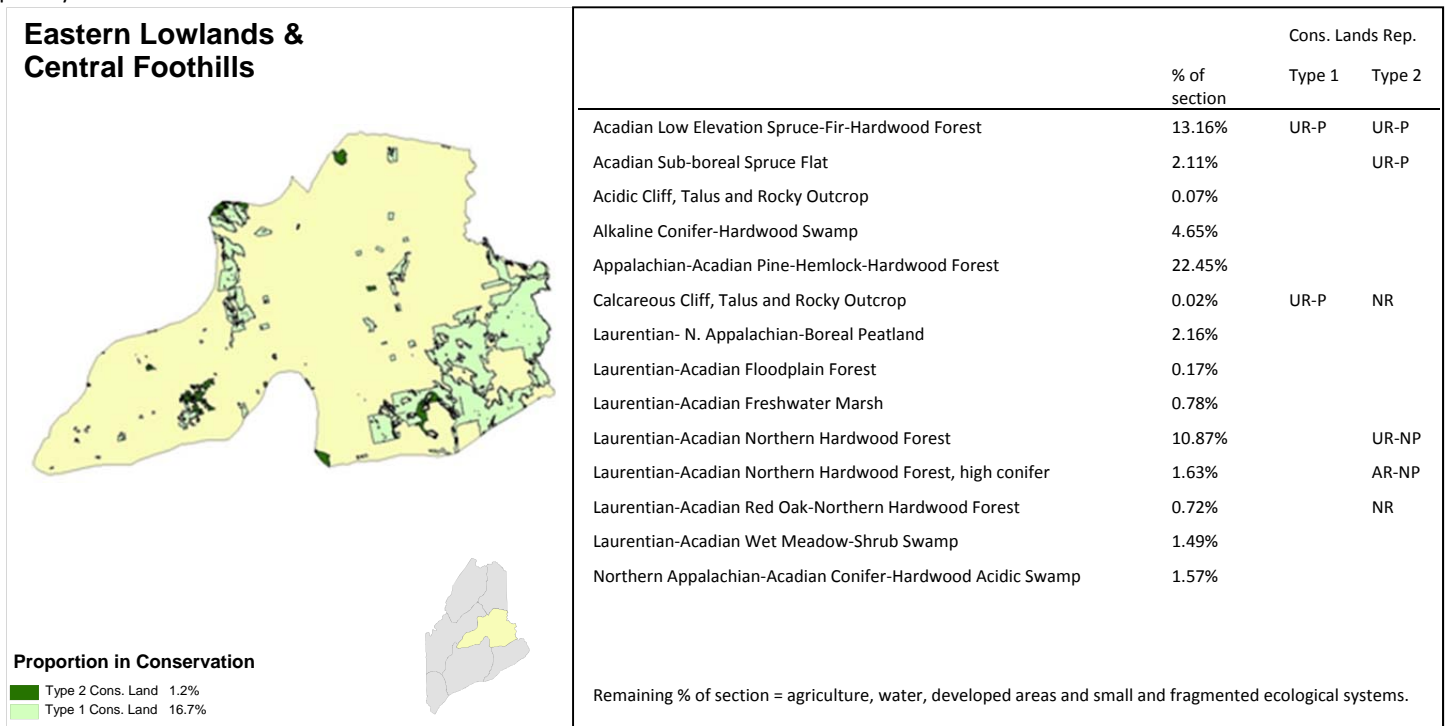 Eastern Lowlands &
Central Foothills
Proportion in Conservation
Type 2 Cons. Land 1.2%
Type 1 Cons. Land 16.7%
Cons. Lands Rep.
% of section Type 1 Type 2
Acadian Low Elevation Spruce-Fir-Hardwood Forest 13.16% UR-P UR-P
Acadian Sub-boreal Spruce Flat 2.11% UR-P
Acidic Cliff, Talus and Rocky Outcrop 0.07%
Alkaline Conifer-Hardwood Swamp 4.65%
Appalachian-Acadian Pine-Hemlock-Hardwood Forest 22.45%
Calcareous Cliff, Talus and Rocky Outcrop 0.02% UR-P NR
Laurentian- N. Appalachian-Boreal Peatland 2.16%
Laurentian-Acadian Floodplain Forest 0.17%
Laurentian-Acadian Freshwater Marsh 0.78%
Laurentian-Acadian Northern Hardwood Forest 10.87% UR-NP
Laurentian-Acadian Northern Hardwood Forest, high conifer 1.63% AR-NP
Laurentian-Acadian Red Oak-Northern Hardwood Forest 0.72% NR
Laurentian-Acadian Wet Meadow-Shrub Swamp 1.49%
Northern Appalachian-Acadian Conifer-Hardwood Acidic Swamp 1.57%
Remaining % of section = agriculture, water, developed areas and small and fragmented ecological systems.